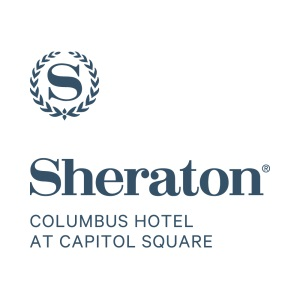 S
Sheraton®
COLUMBUS HOTEL
AT CAPITOL SQUARE